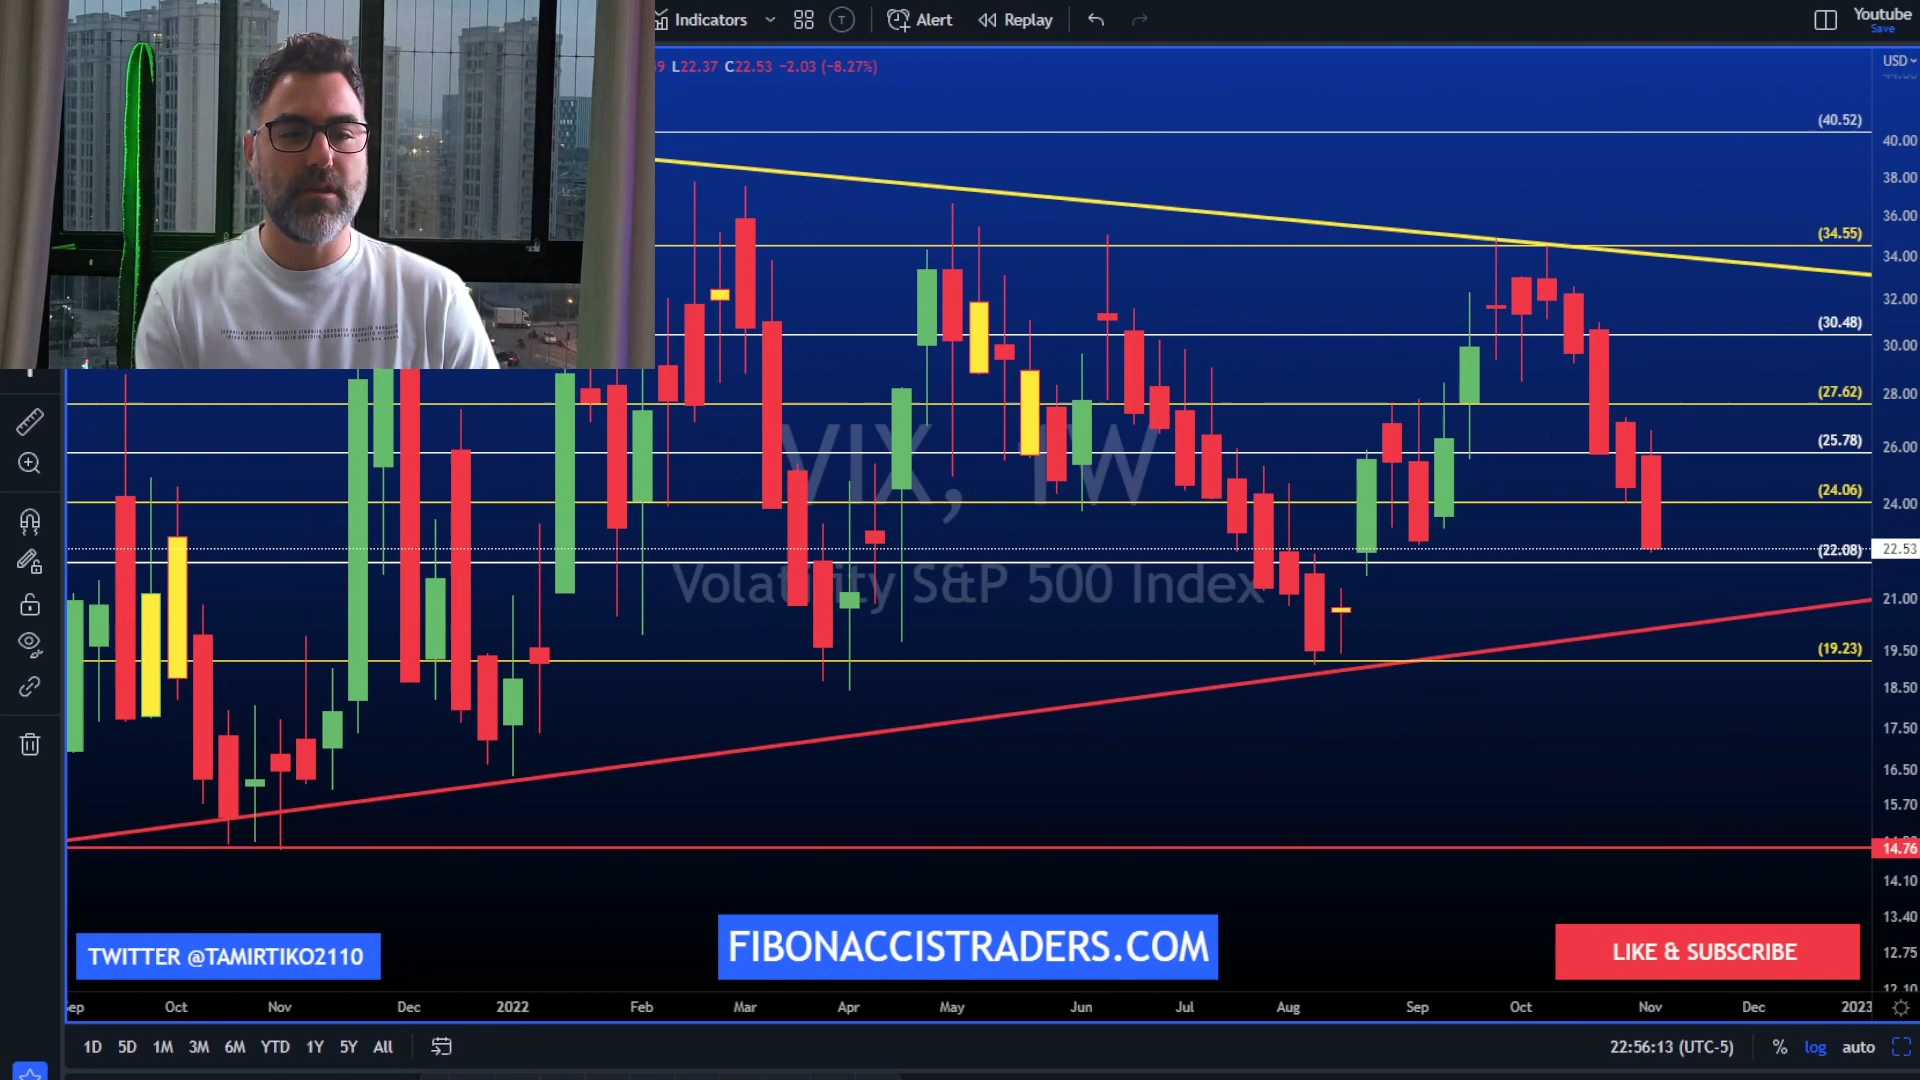 Indicators
T
Alert
Replay
Youtube
Save
L22.37 C22.53 −2.03 (−8.27%)
USD
(40.52)
40.00
38.00
36.00
(34.55)
34.00
32.00
(30.48)
30.00
(27.62)
28.00
(25.78)
26.00
(24.06)
24.00
(22.08)
22.53
21.00
(19.23)
19.50
18.50
17.50
16.50
15.70
14.76
14.10
13.40
12.75
12.10
VIX, 1W
Volatility S&P 500 Index
TWITTER @TAMIRTIKO2110
FIBONACCISTRADERS.COM
LIKE & SUBSCRIBE
Oct Nov Dec 2022 Feb Mar Apr May Jun Jul Aug Sep Oct Nov Dec 2023
1D 5D 1M 3M 6M YTD 1Y 5Y All
22:56:13 (UTC-5) % log auto